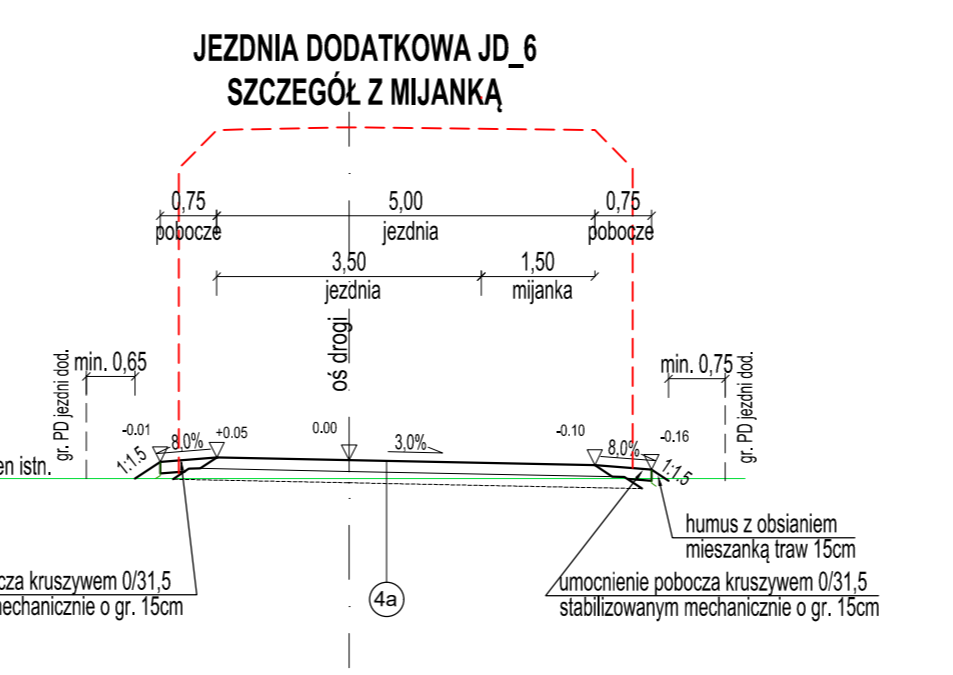 JEZDNIA DODATKOWA JD_6
SZCZEGÓŁ Z MIJANKĄ
0,75
5,00
0,75
pobocze
jezdnia
pobocze
3,50
1,50
jezdnia
mijanka
oś drogi
gr. PD jezdni dod.
min. 0,65
min. 0,75
gr. PD jezdni dod.
-0.01
8,0%
+0.05
0.00
3,0%
-0.10
8,0%
-0.16
1:1,5
1:1,5
en istn.
humus z obsianiem
mieszanką traw 15cm
cza kruszywem 0/31,5
mechanicznie o gr. 15cm
4a
umocnienie pobocza kruszywem 0/31,5
stabilizowanym mechanicznie o gr. 15cm